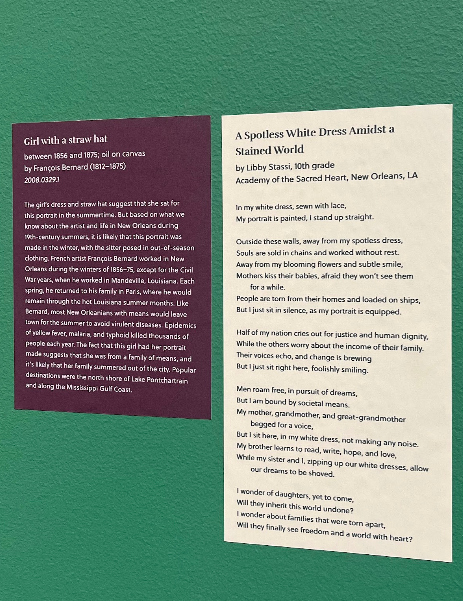 Girl with a straw hat
between 1856 and 1875; oil on canvas
by François Bernard (1812–1875)
2008.0329.1
The girl's dress and straw hat suggest that she sat for
this portrait in the summertime. But based on what we
know about the artist and life in New Orleans during
19th-century summers, it is likely that this portrait was
made in the winter, with the sitter posed in out-of-season
clothing. French artist François Bernard worked in New
Orleans during the winters of 1856–75, except for the Civil
War years, when he worked in Mandeville, Louisiana. Each
spring, he returned to his family in Paris, where he would
remain through the hot Louisiana summer months. Like
Bernard, most New Orleanians with means would leave
town for the summer to avoid virulent diseases. Epidemics
of yellow fever, malaria, and typhoid killed thousands of
people each year. The fact that this girl had her portrait
made suggests that she was from a family of means, and
it's likely that her family summered out of the city. Popular
destinations were the north shore of Lake Pontchartrain
and along the Mississippi Gulf Coast.
A Spotless White Dress Amidst a
Stained World
by Libby Stassi, 10th grade
Academy of the Sacred Heart, New Orleans, LA
In my white dress, sewn with lace,
My portrait is painted, I stand up straight.
Outside these walls, away from my spotless dress,
Souls are sold in chains and worked without rest.
Away from my blooming flowers and subtle smile,
Mothers kiss their babies, afraid they won't see them
for a while.
People are torn from their homes and loaded on ships,
But I just sit in silence, as my portrait is equipped.
Half of my nation cries out for justice and human dignity,
While the others worry about the income of their family.
Their voices echo, and change is brewing
But I just sit right here, foolishly smiling.
Men roam free, in pursuit of dreams,
But I am bound by societal means.
My mother, grandmother, and great-grandmother
begged for a voice,
But I sit here, in my white dress, not making any noise.
My brother learns to read, write, hope, and love,
While my sister and I, zipping up our white dresses, allow
our dreams to be shoved.
I wonder of daughters, yet to come,
Will they inherit this world undone?
I wonder about families that were torn apart,
Will they finally see freedom and a world with heart?